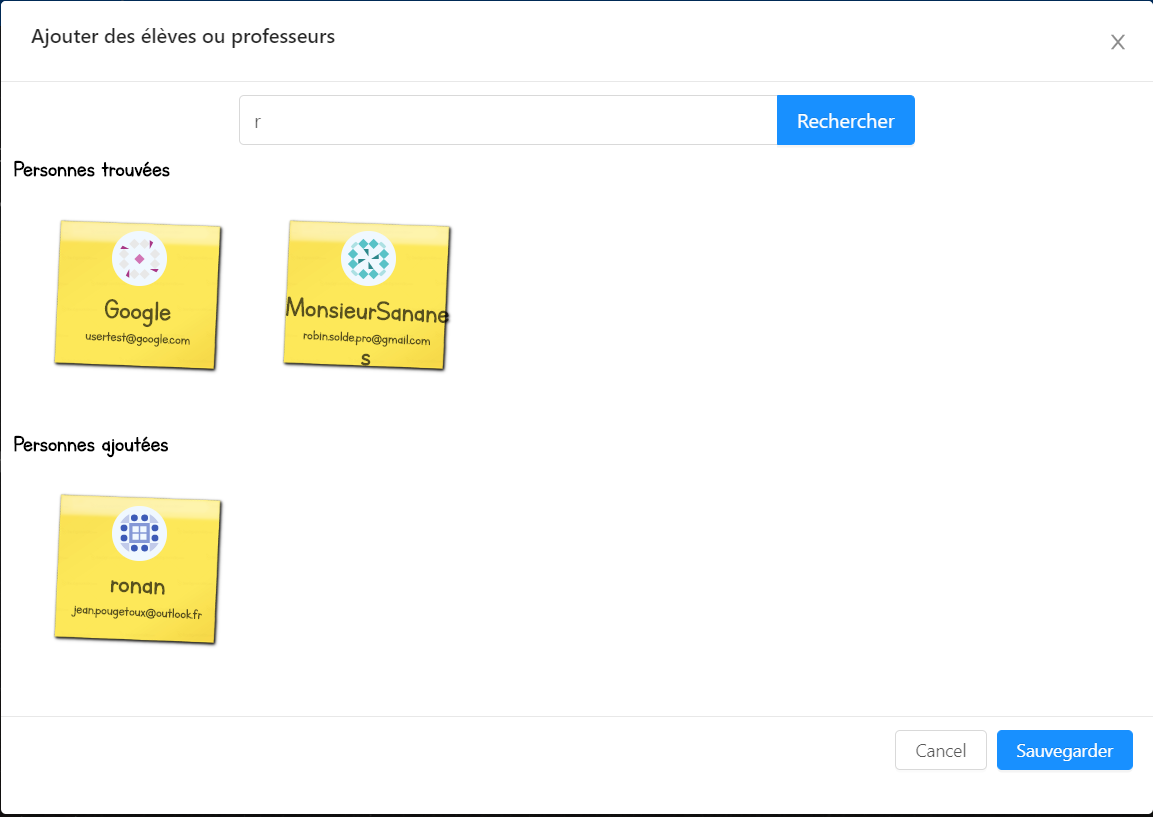 Ajouter des élèves ou professeurs
r
Rechercher
Personnes trouvées
Google
usertest@google.com
MonsieurSanane
robin.solde.pro@gmail.com
s
Personnes ajoutées
ronan
jean.pougetoux@outlook.fr
Cancel
Sauvegarder